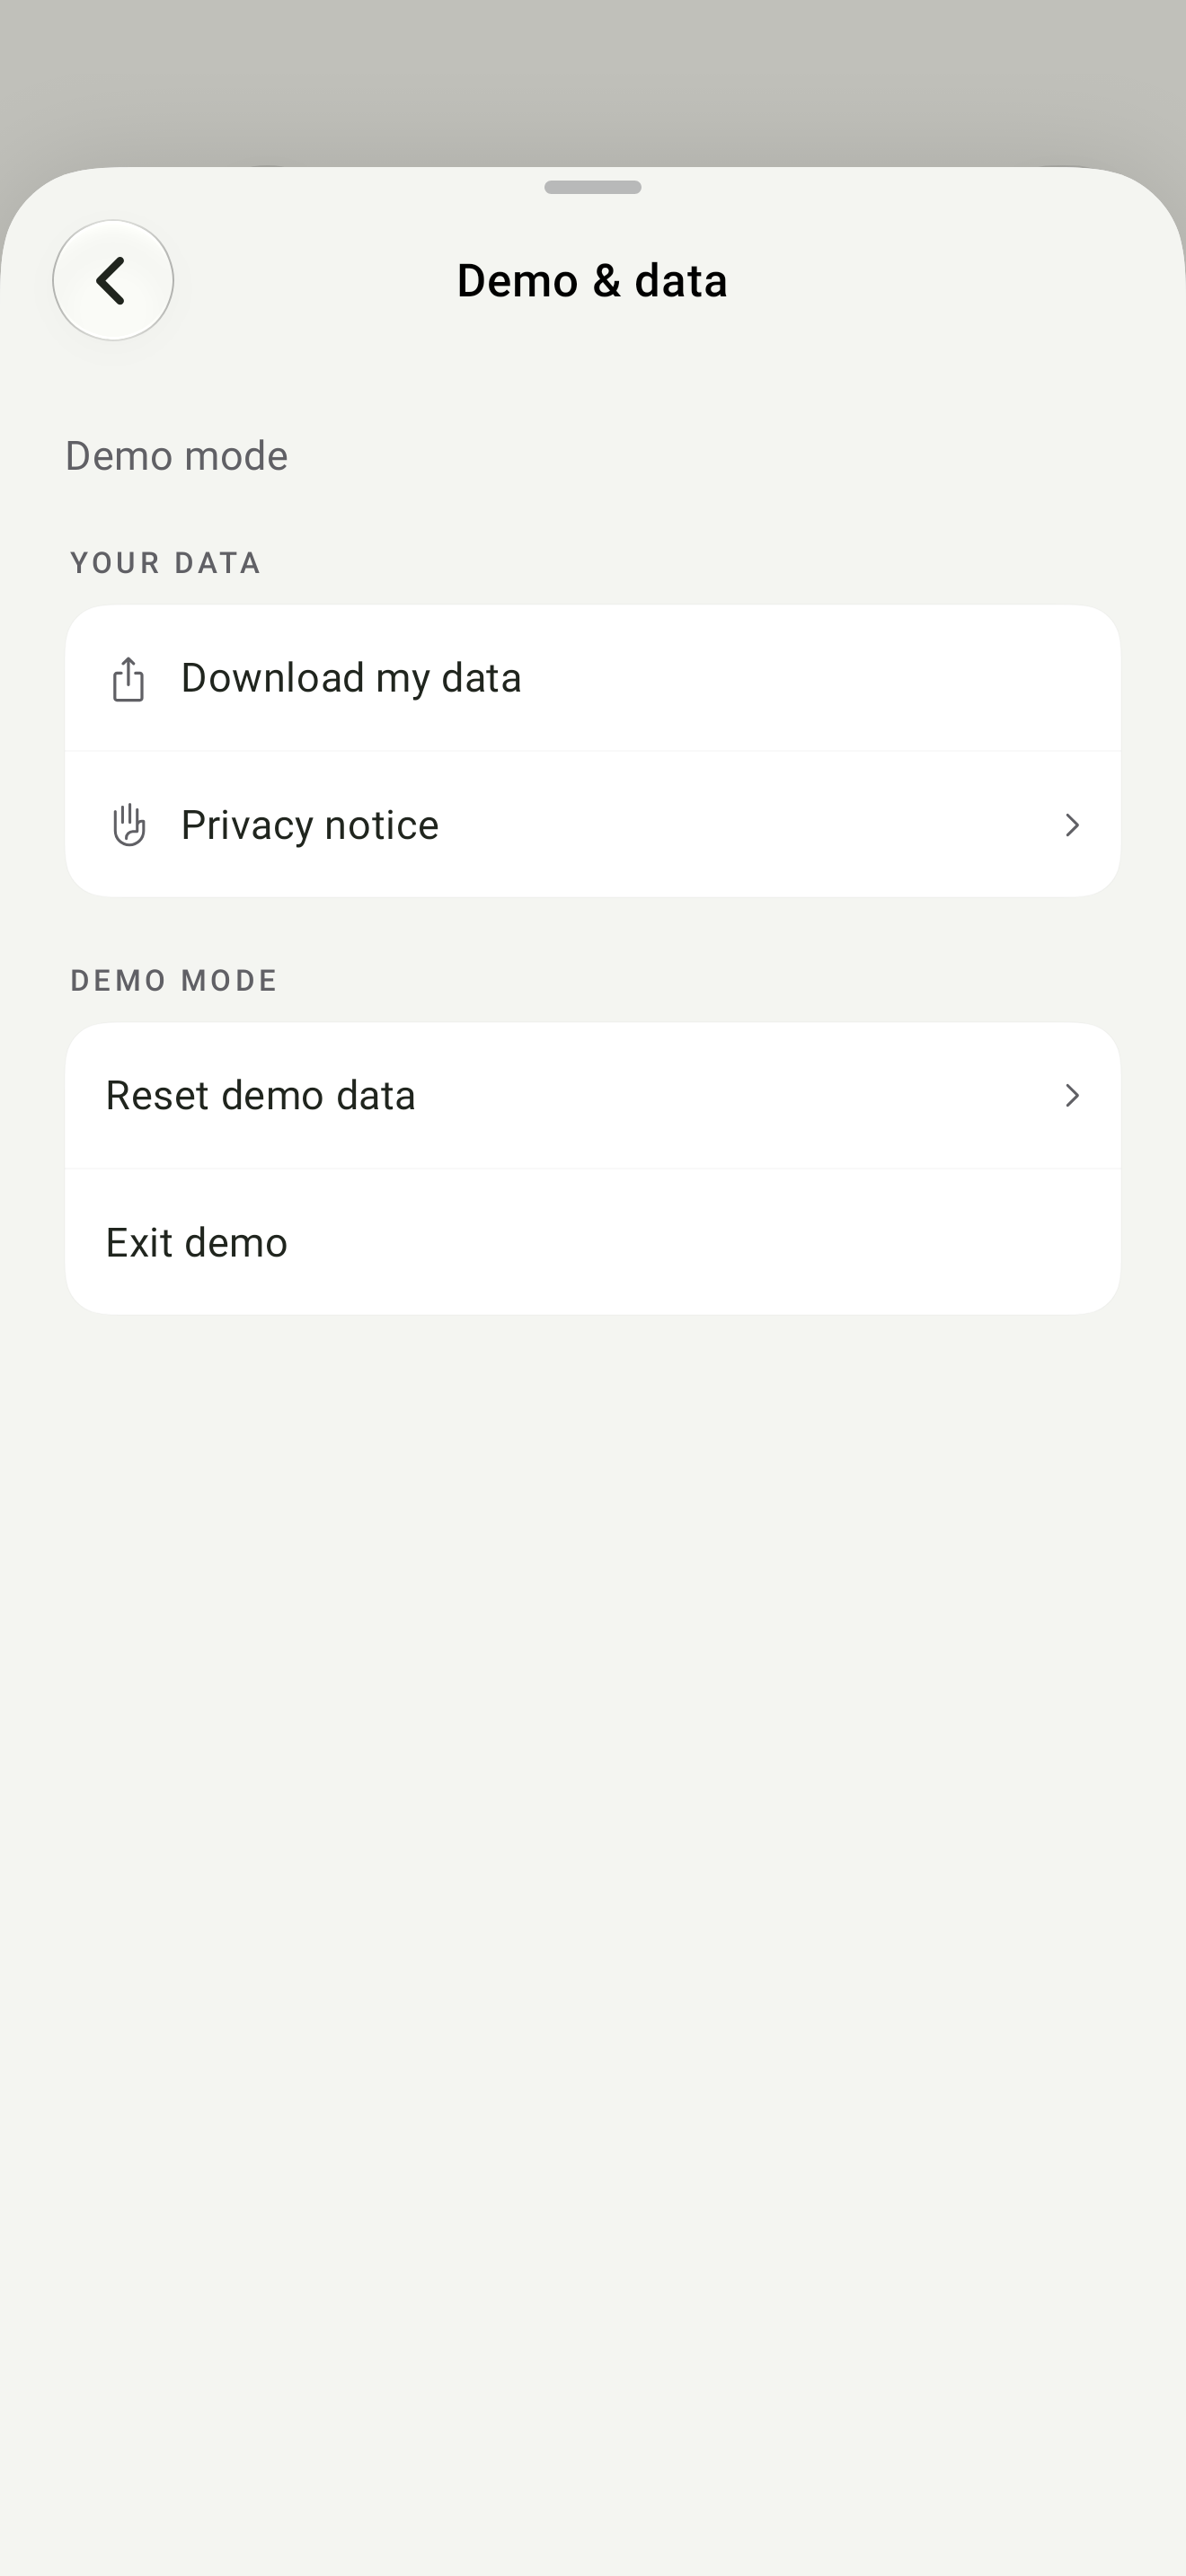 Demo & data
Demo mode
YOUR DATA
Download my data
Privacy notice
DEMO MODE
Reset demo data
Exit demo